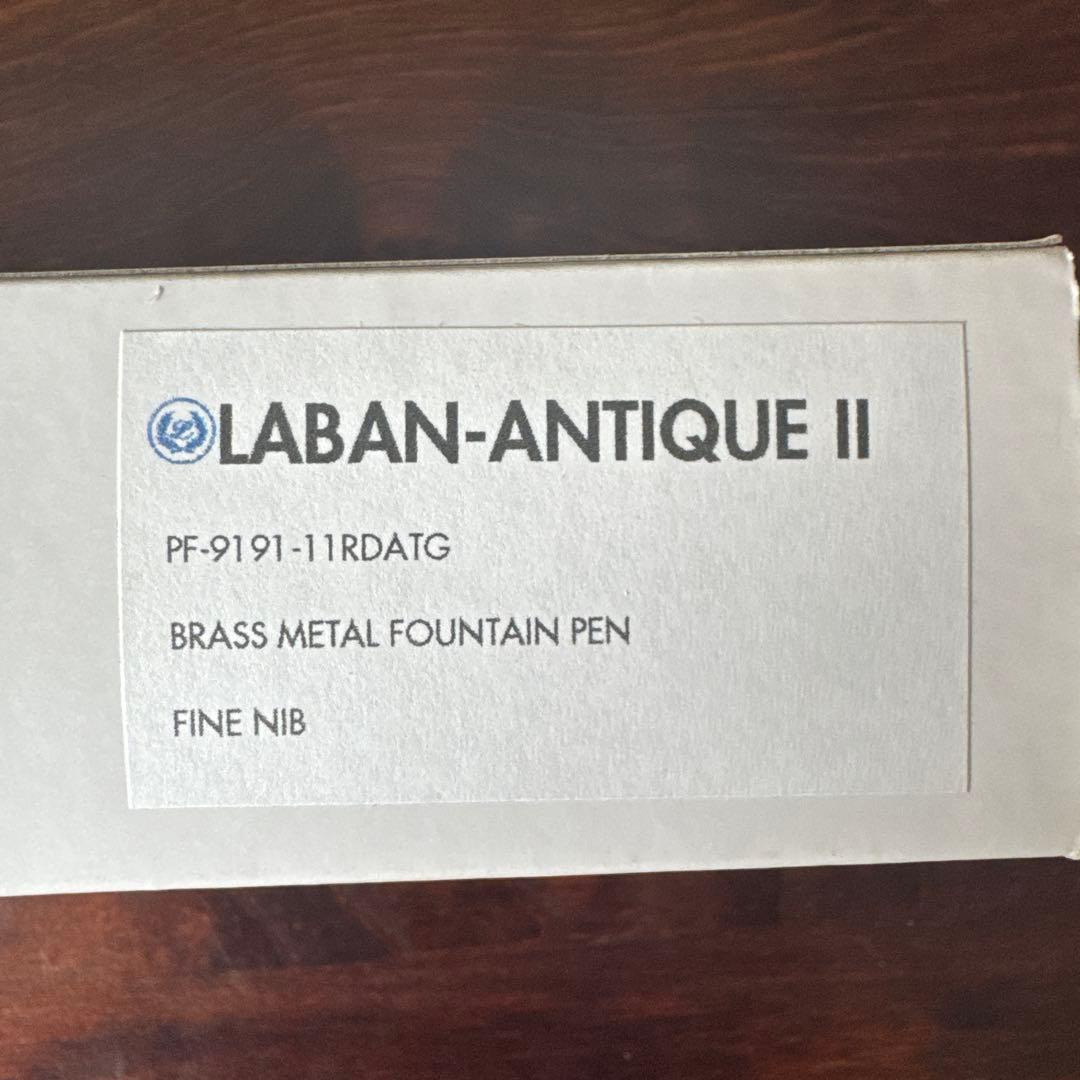 LABAN-ANTIQUE II
PF-9191-11RDATG
BRASS METAL FOUNTAIN PEN
FINE NIB